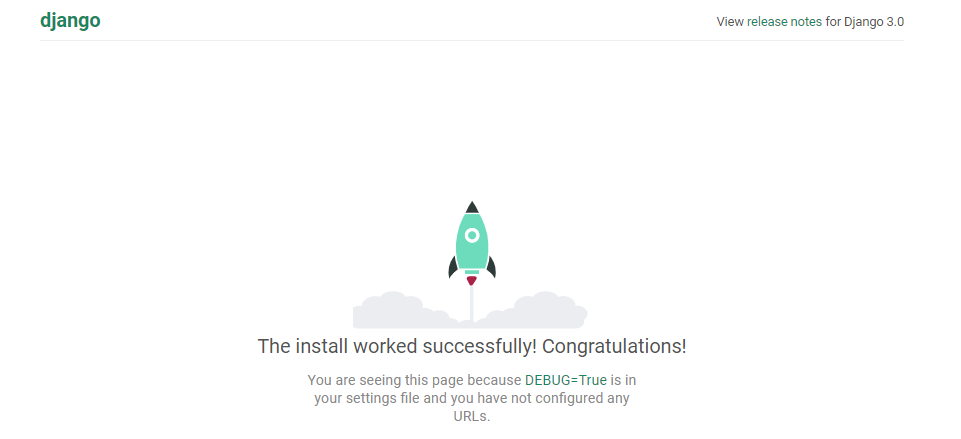 django
View release notes for Django 3.0
The install worked successfully! Congratulations!
You are seeing this page because DEBUG=True is in
your settings file and you have not configured any
URLs.